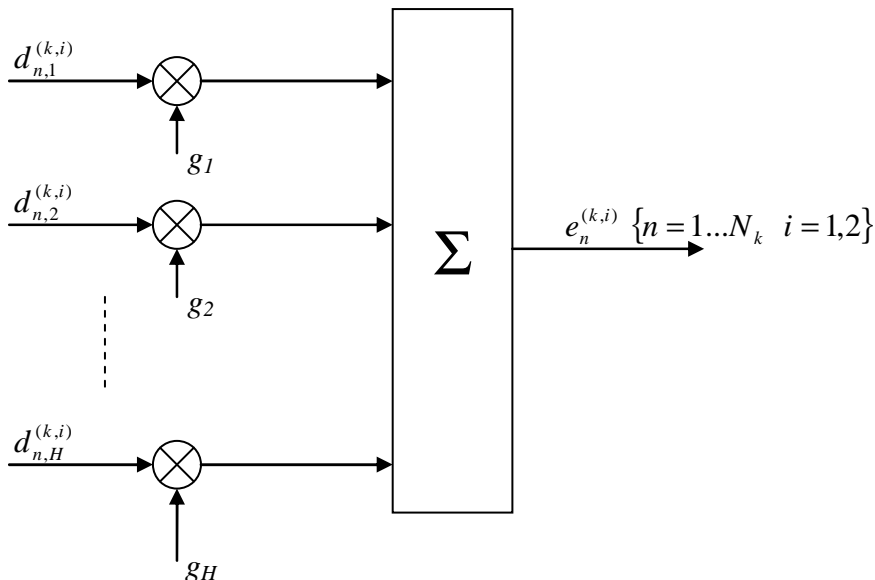 d_{n,1}^{(k,i)}
g_1
d_{n,2}^{(k,i)}
Σ
e_n^{(k,i)} {n = 1...N_k i = 1,2}
g_2
d_{n,H}^{(k,i)}
g_H